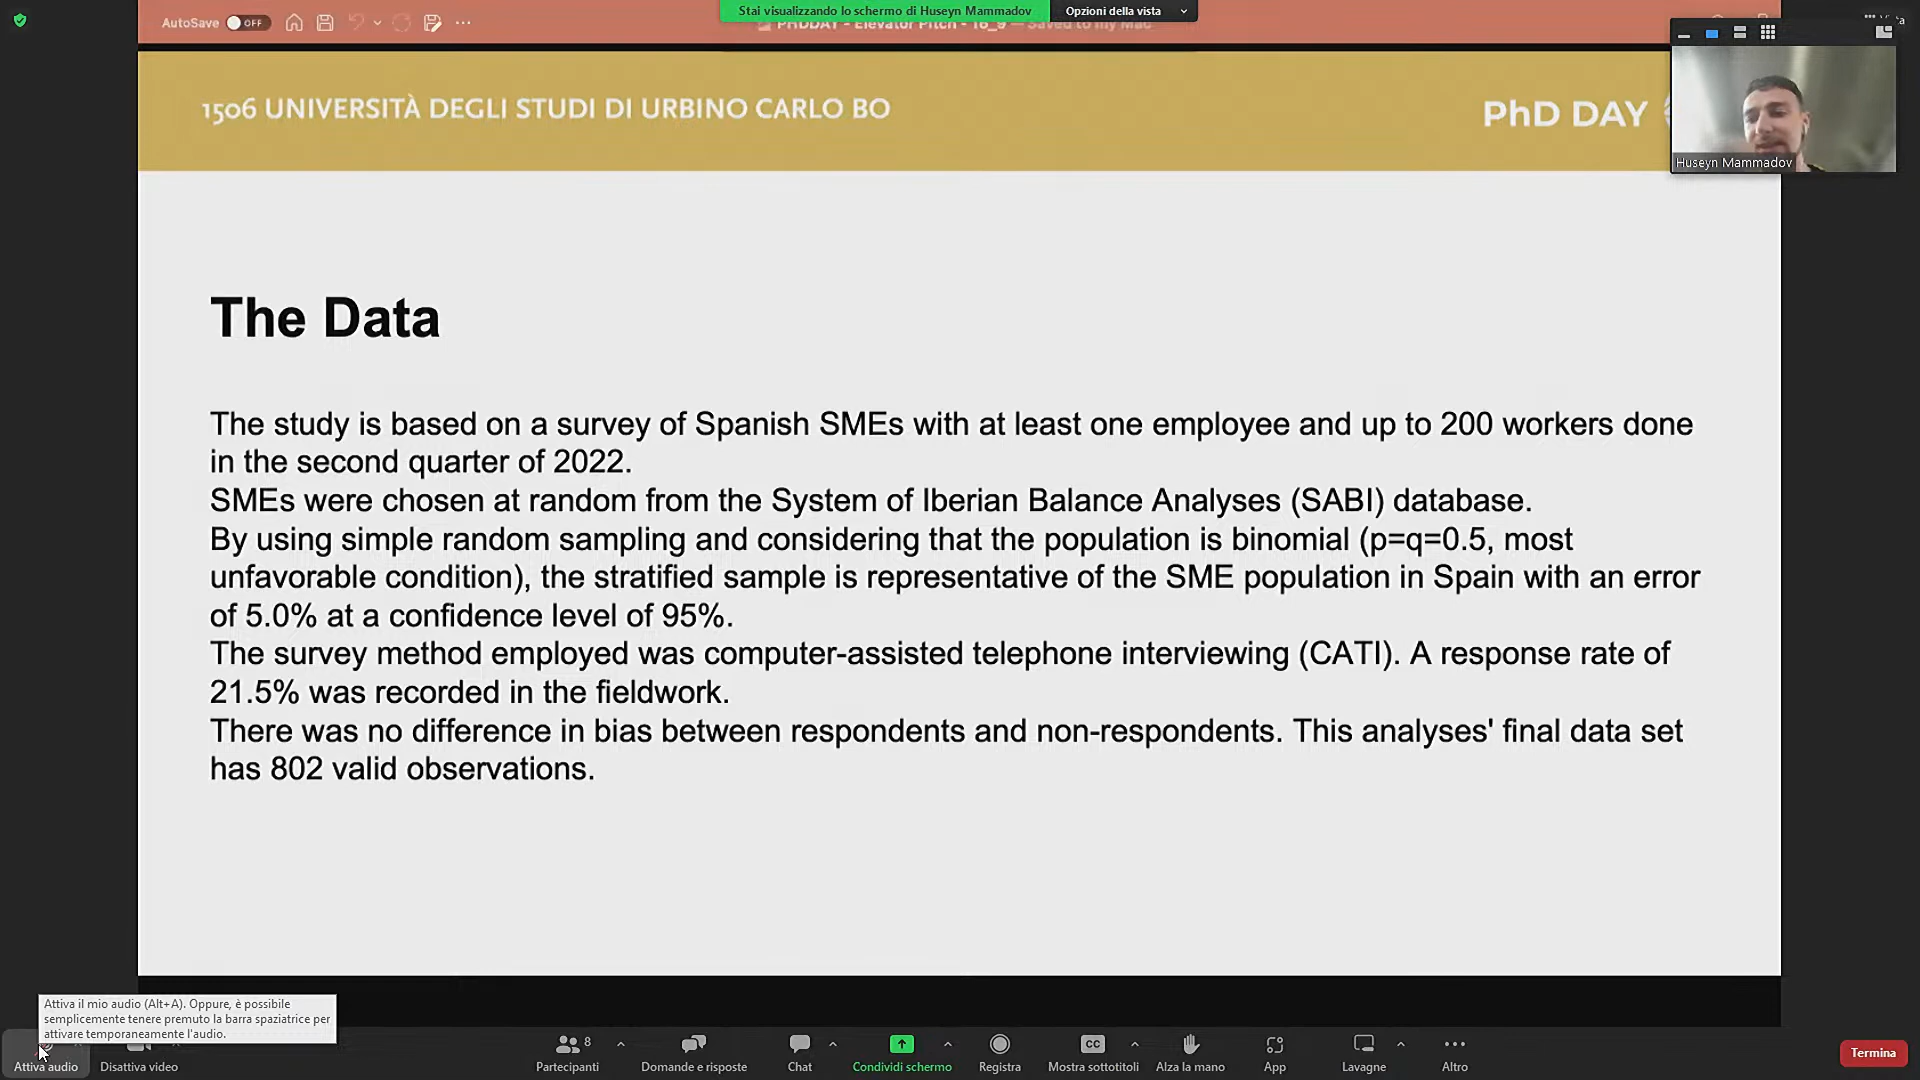 AutoSave OFF
Stai visualizzando lo schermo di Huseyn Mammadov
Opzioni della vista
PHDDAY - Elevator Pitch - 16_9 — Saved to my Mac
1506 UNIVERSITÀ DEGLI STUDI DI URBINO CARLO BO
PhD DAY
Huseyn Mammadov
The Data
The study is based on a survey of Spanish SMEs with at least one employee and up to 200 workers done
in the second quarter of 2022.
SMEs were chosen at random from the System of Iberian Balance Analyses (SABI) database.
By using simple random sampling and considering that the population is binomial (p=q=0.5, most
unfavorable condition), the stratified sample is representative of the SME population in Spain with an error
of 5.0% at a confidence level of 95%.
The survey method employed was computer-assisted telephone interviewing (CATI). A response rate of
21.5% was recorded in the fieldwork.
There was no difference in bias between respondents and non-respondents. This analyses' final data set
has 802 valid observations.
Attiva il mio audio (Alt+A). Oppure, è possibile
semplicemente tenere premuto la barra spaziatrice per
attivare temporaneamente l'audio.
Attiva audio
Disattiva video
Partecipanti 8
Domande e risposte
Chat
Condividi schermo
Registra
CC
Mostra sottotitoli
Alza la mano
App
Lavagne
Altro
Termina